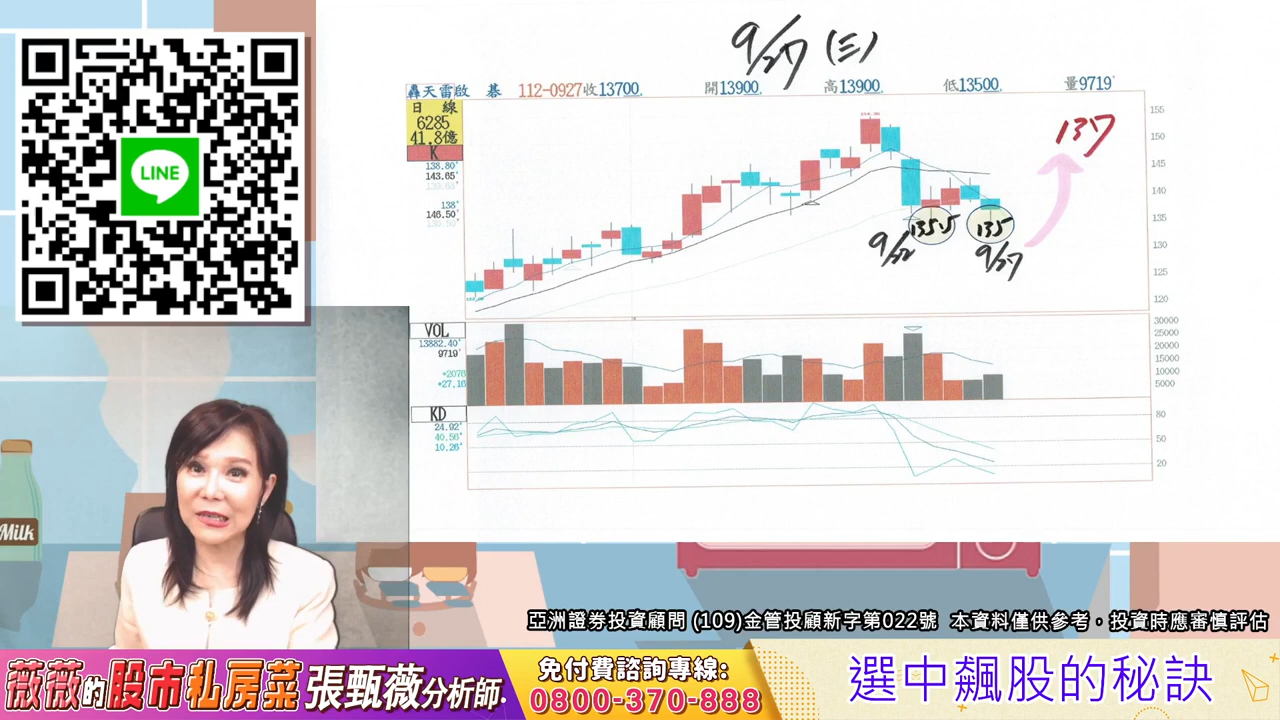 9/27 (三)
轟天雷啟 碁 112-0927收13700. 開13900. 高13900. 低13500. 量9719
日 線
6285
41.8億
K
138.80
143.65
138
148.50
155
150
145
140
135
130
125
120
137
135.5
135
9/22
9/27
VOL
13882.40
9719
+2078
+27.18
30000
25000
20000
15000
10000
5000
KD
24.92
40.56
10.26
80
50
20
LINE
Milk
亞洲證券投資顧問 (109)金管投顧新字第022號 本資料僅供參考，投資時應審慎評估
薇薇的股市私房菜 張甄薇分析師.
免付費諮詢專線:
0800-370-888
選中飆股的秘訣